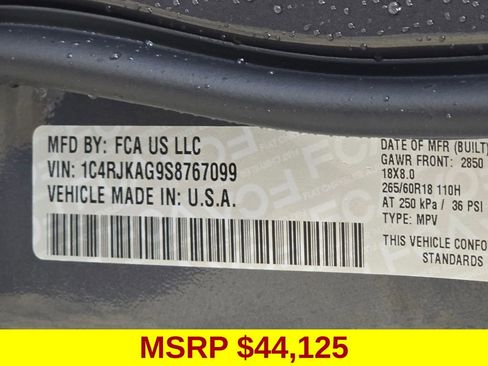 MFD BY: FCA US LLC
VIN: 1C4RJKAG9S8767099
VEHICLE MADE IN: U.S.A.
DATE OF MFR (BUILT)
GAWR FRONT: 2850
18X8.0
265/60R18 110H
AT 250 kPa / 36 PSI
TYPE: MPV
THIS VEHICLE CONFO
STANDARDS
MSRP $44,125